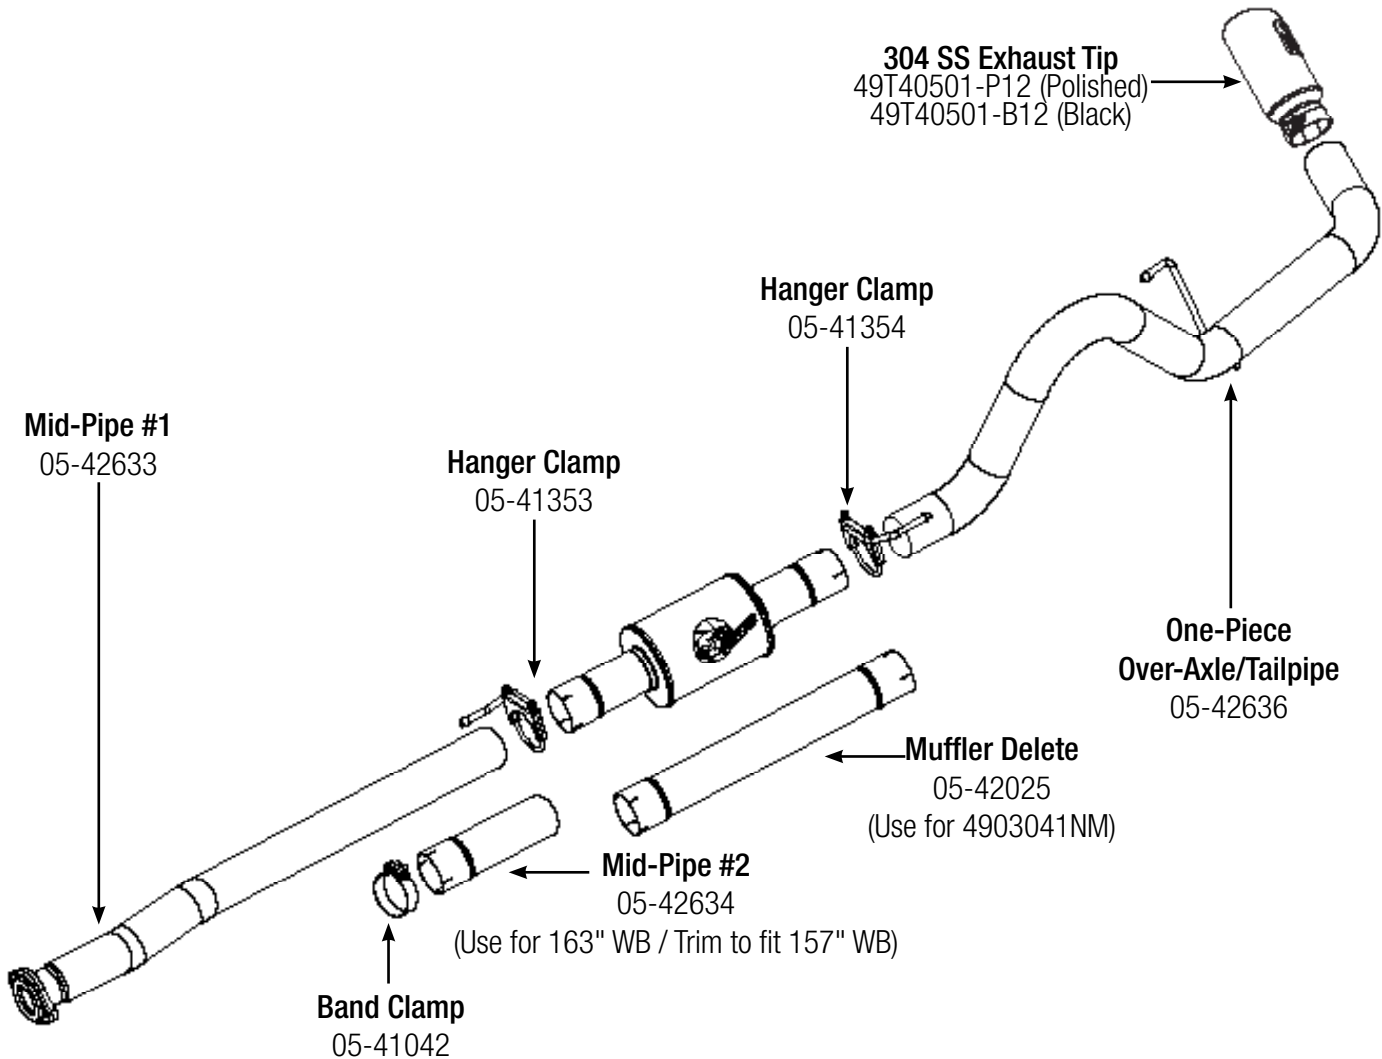 304 SS Exhaust Tip
49T40501-P12 (Polished)
49T40501-B12 (Black)
Hanger Clamp
05-41354
Mid-Pipe #1
05-42633
Hanger Clamp
05-41353
One-Piece
Over-Axle/Tailpipe
05-42636
Muffler Delete
05-42025
(Use for 4903041NM)
Mid-Pipe #2
05-42634
(Use for 163" WB / Trim to fit 157" WB)
Band Clamp
05-41042